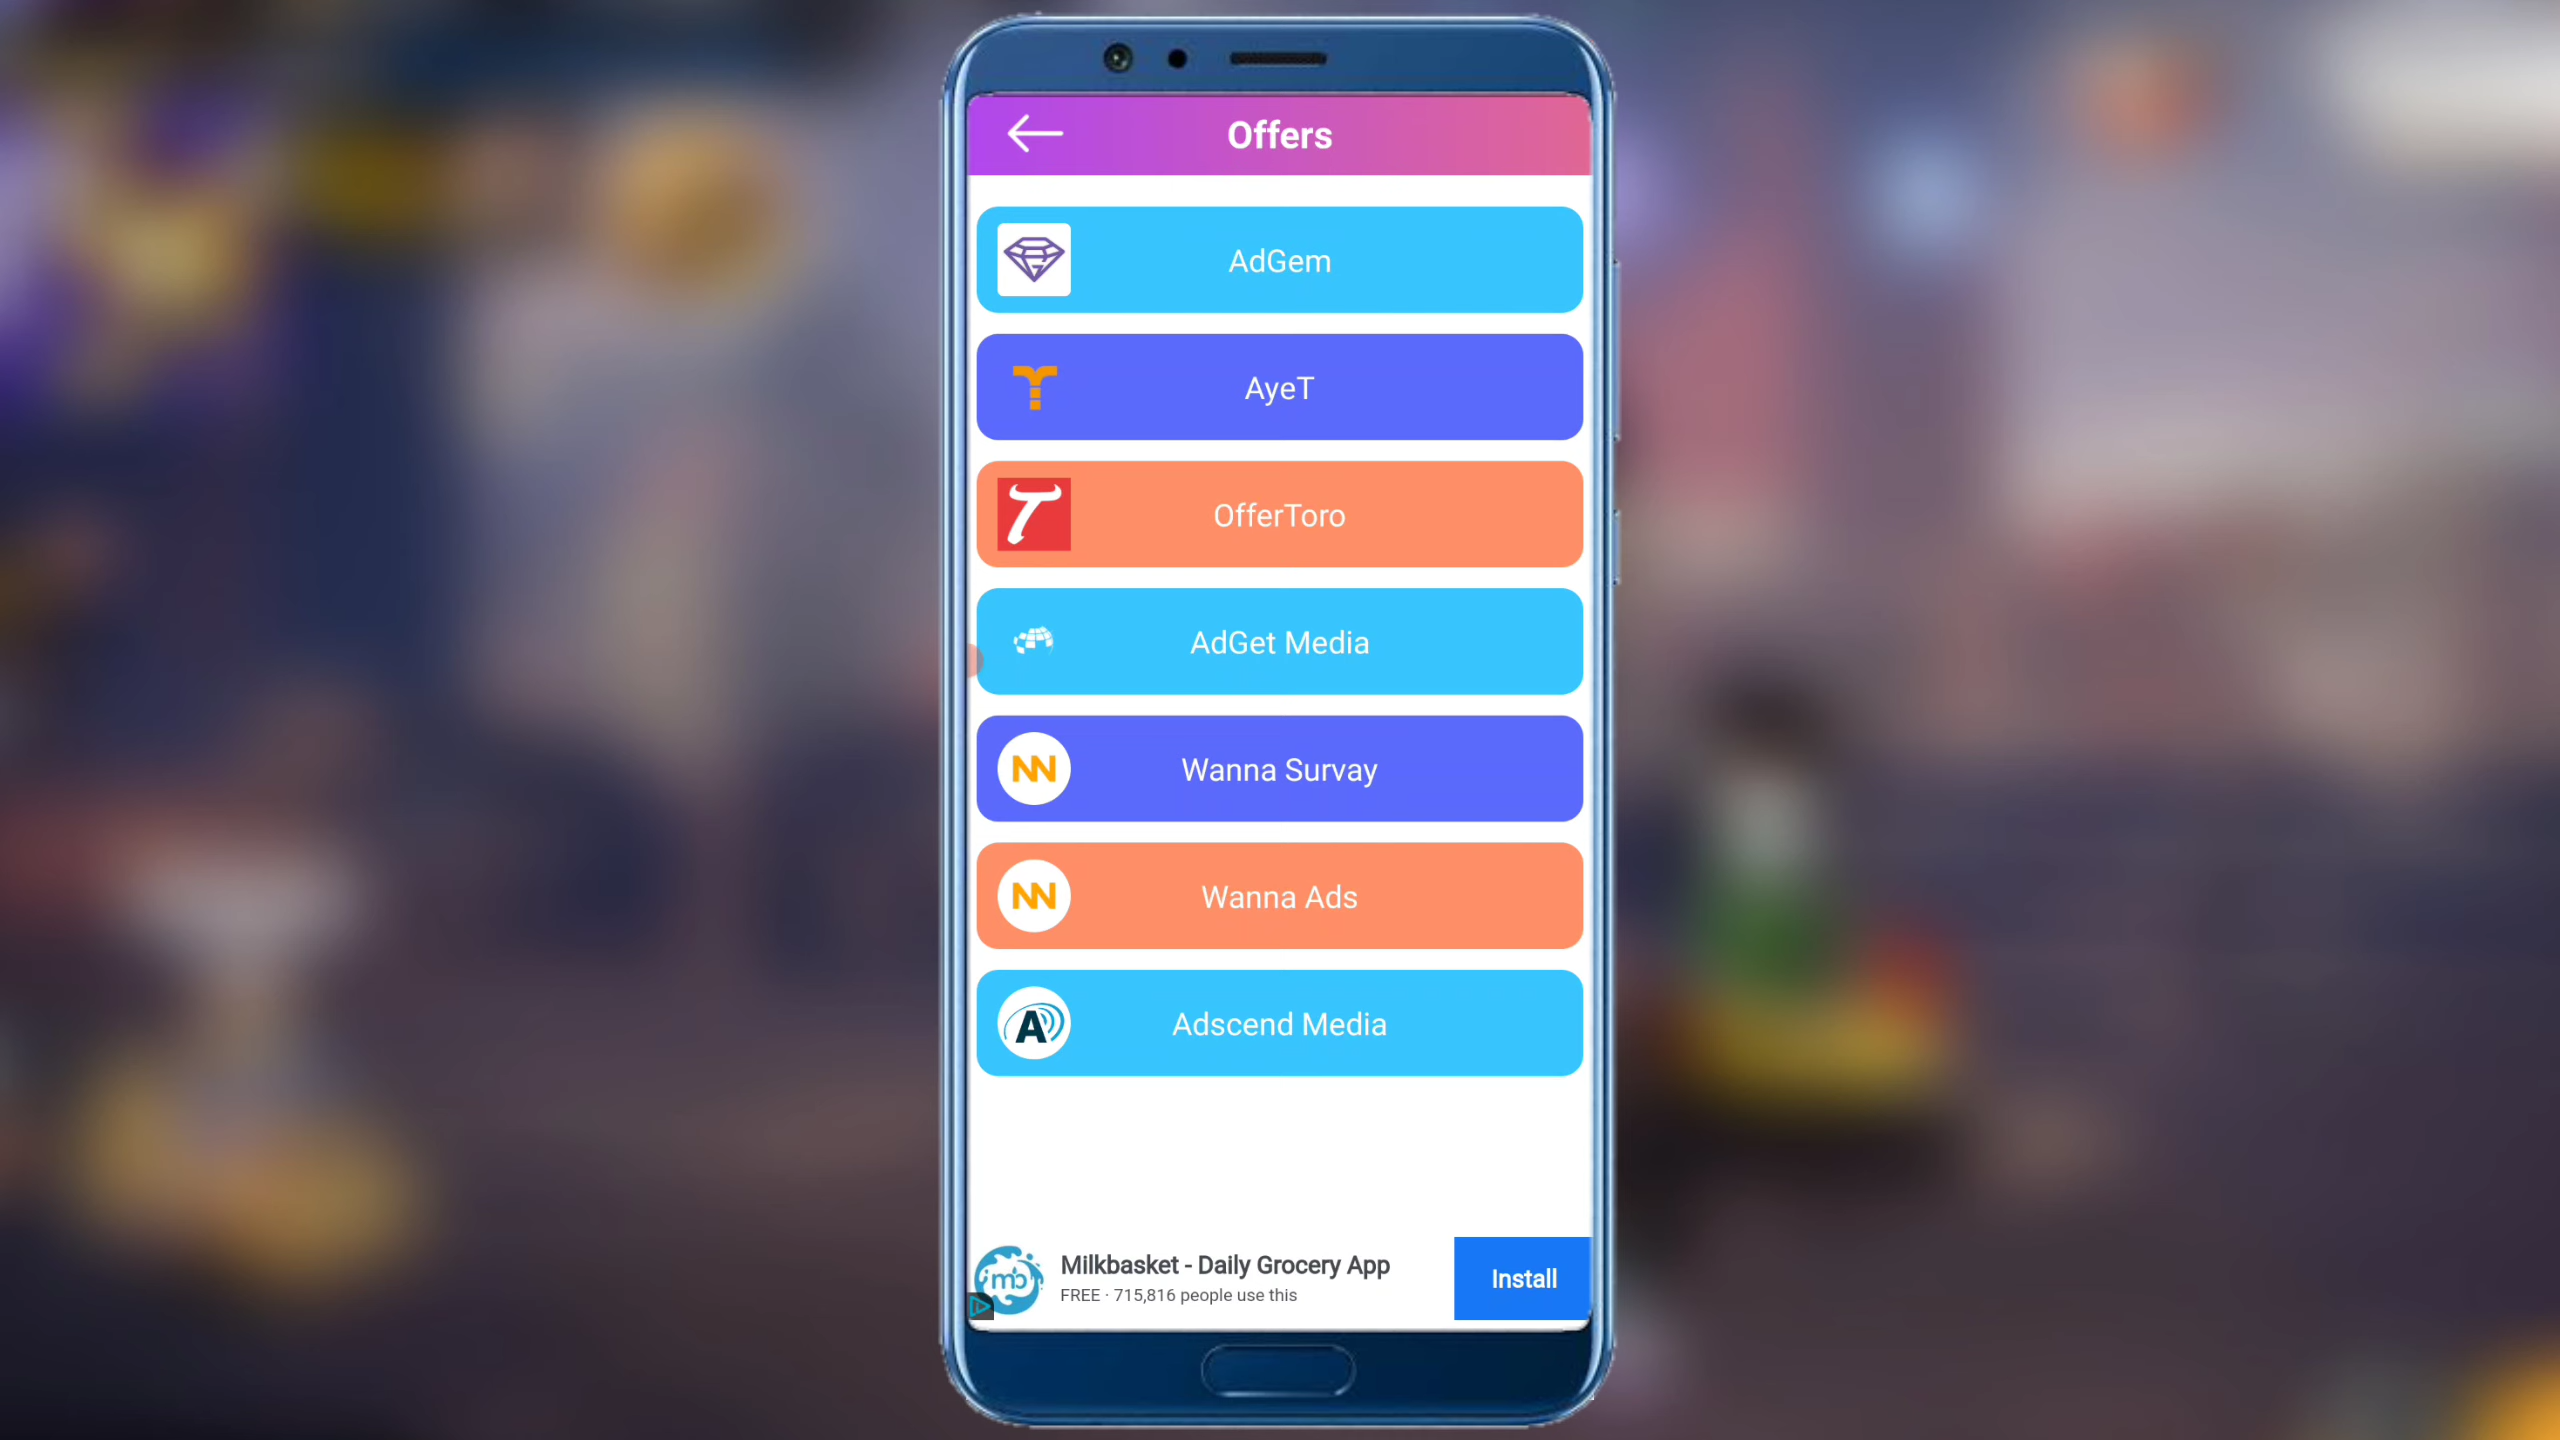 Offers
AdGem
AyeT
OfferToro
AdGet Media
Wanna Survay
Wanna Ads
Adscend Media
mb
Milkbasket - Daily Grocery App
FREE · 715,816 people use this
Install